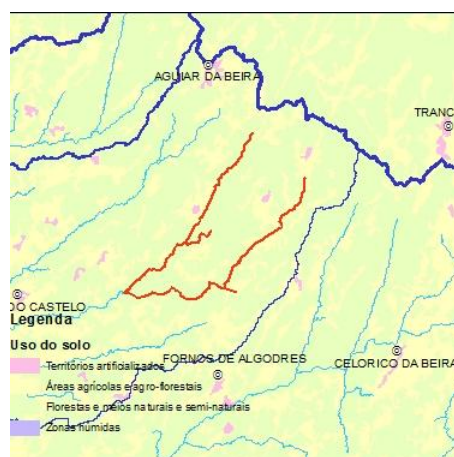 AGUIAR DA BEIRA
TRANC
DO CASTELO
Legenda
Uso do solo
Territórios artificializados
FORNOS DE ALGODRES
CELORICO DA BEIRA
Áreas agrícolas e agro-florestais
Florestas e meios naturais e semi-naturais
Zonas húmidas